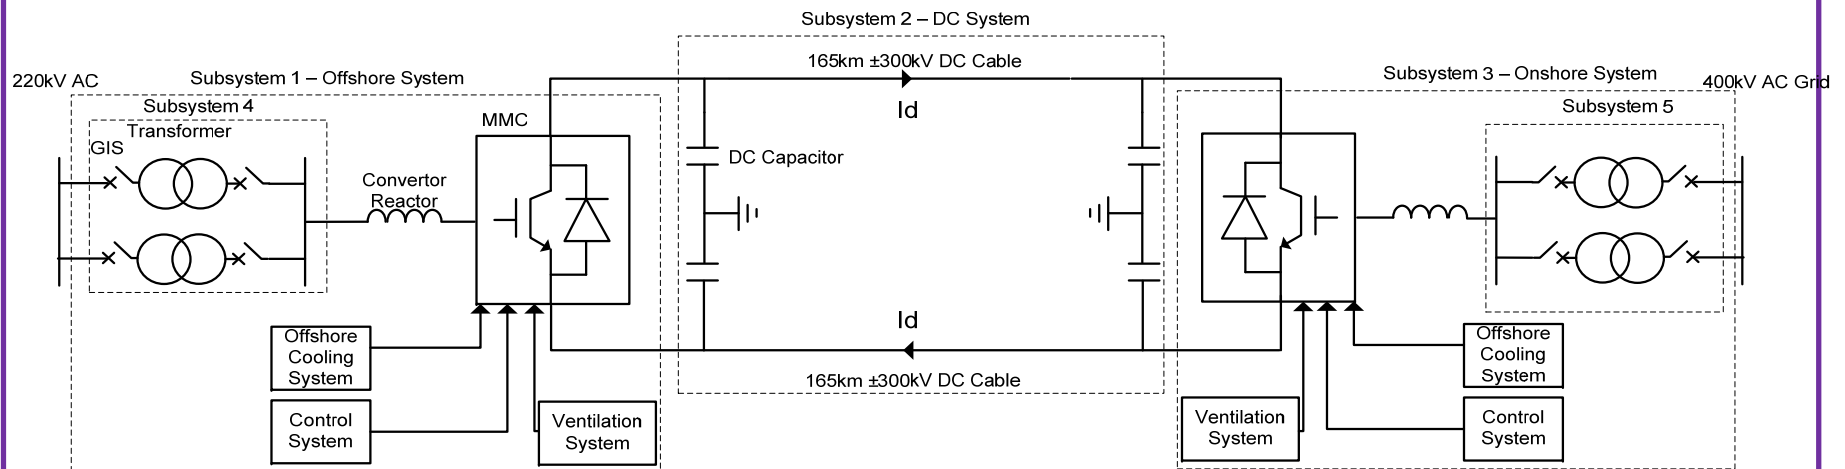 Subsystem 2 – DC System
165km ±300kV DC Cable
220kV AC
Subsystem 1 – Offshore System
Subsystem 3 – Onshore System
400kV AC Grid
Subsystem 4
Subsystem 5
Transformer
GIS
MMC
Id
DC Capacitor
Convertor
Reactor
Id
165km ±300kV DC Cable
Offshore
Cooling
System
Control
System
Ventilation
System
Ventilation
System
Offshore
Cooling
System
Control
System